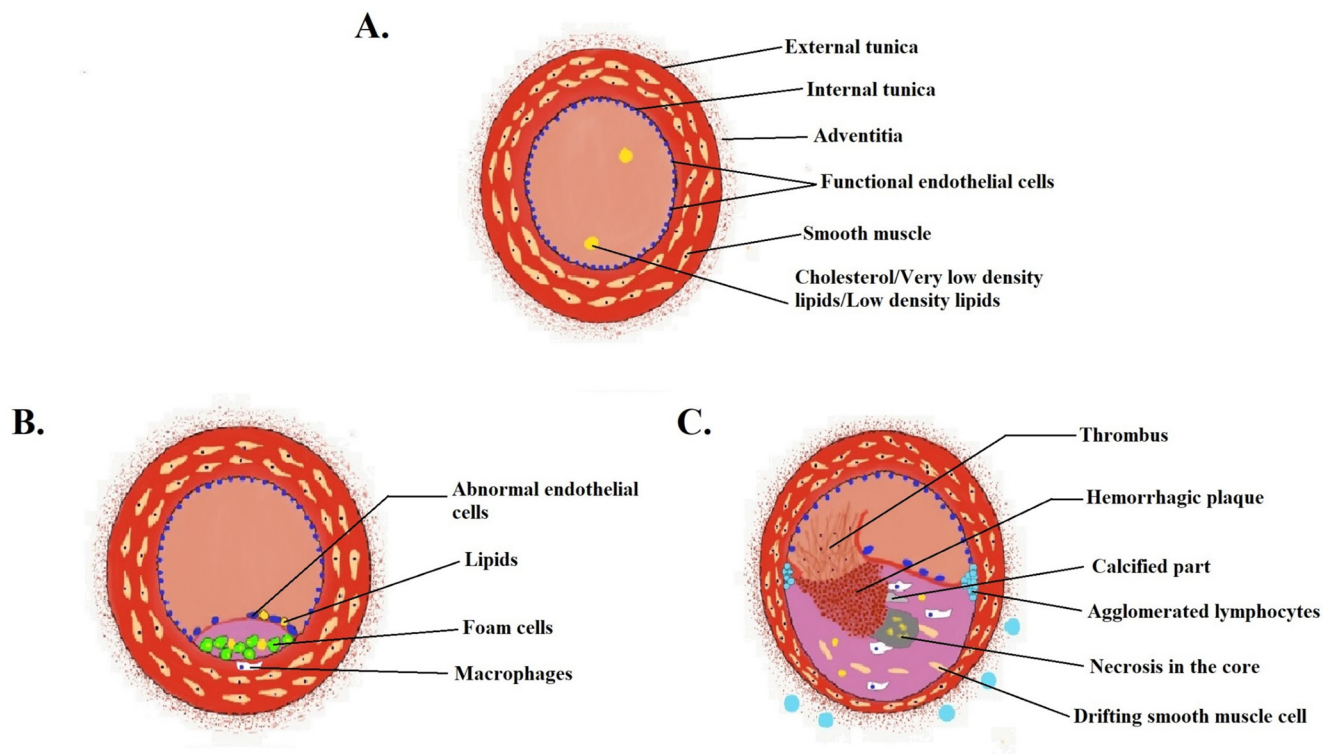 A.
External tunica
Internal tunica
Adventitia
Functional endothelial cells
Smooth muscle
Cholesterol/Very low density
lipids/Low density lipids
B.
Abnormal endothelial
cells
Lipids
Foam cells
Macrophages
C.
Thrombus
Hemorrhagic plaque
Calcified part
Agglomerated lymphocytes
Necrosis in the core
Drifting smooth muscle cell